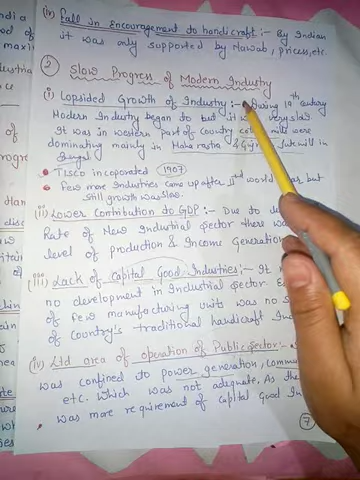 (iv) Fall in Encouragement to handicraft:- By Indian
it was only supported by Nawab, princes, etc.
② Slow Progress of Modern Industry
(i) Lopsided Growth of Industry:- During 19th century
Modern Industry began to but it was very slow
It was in western part of country cotton mill were
dominating mainly in Maharastra & Gujrat Jute mill in
Bengal
• TISCO incoporated 1907
• Few more Industries came up after IInd world war but
still growth was slow.
(ii) Lower Contribution to GDP:- Due to
Rate of New Industrial sector there was
level of production & Income Generation
(iii) Lack of Capital Good Industries:- It
no development in Industrial sector.
of few manufacturing units was no
of Country's traditional handicraft
(iv) Ltd area of operation of Public sector:-
was confined to power generation,
etc. which was not adequate. As the
was more requirement of capital Good
7